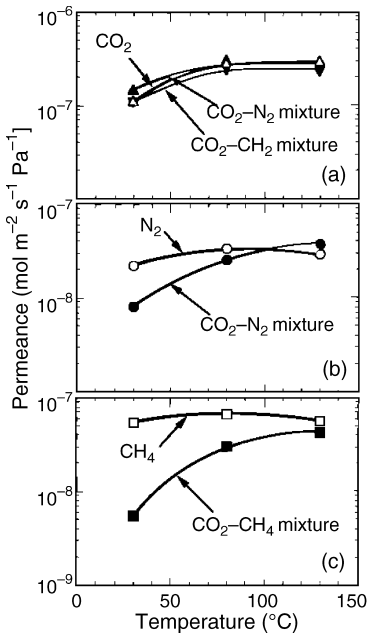 10⁻⁶
CO₂
10⁻⁷
CO₂–N₂ mixture
CO₂–CH₂ mixture
(a)
10⁻⁷
N₂
10⁻⁸
CO₂–N₂ mixture
(b)
10⁻⁷
CH₄
10⁻⁸
CO₂–CH₄ mixture
(c)
10⁻⁹
0 50 100 150
Temperature (°C)
Permeance (mol m⁻² s⁻¹ Pa⁻¹)